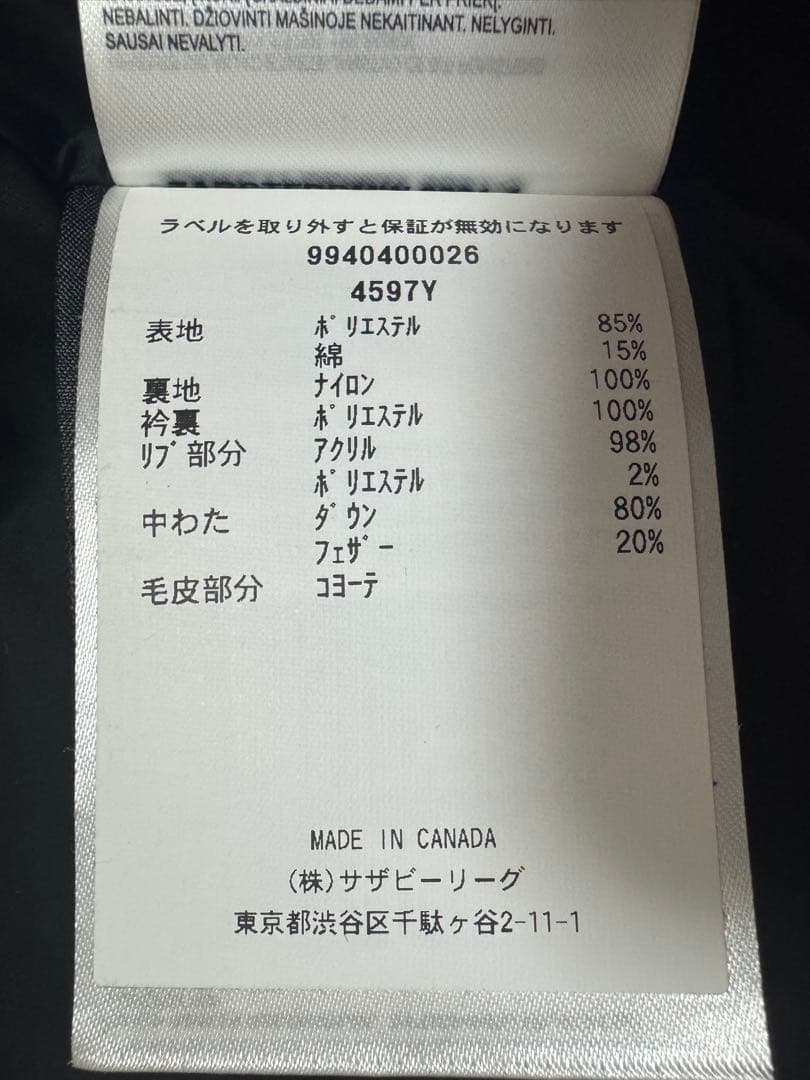 NEBALINTI. DŽIOVINTI MAŠINOJE NEKAITINANT. NELYGINTI.
SAUSAI NEVALYTI.
ラベルを取り外すと保証が無効になります
9940400026
4597Y
表地 ポリエステル 85%
綿 15%
裏地 ナイロン 100%
衿裏 ポリエステル 100%
リブ部分 アクリル 98%
ポリエステル 2%
中わた ダウン 80%
フェザー 20%
毛皮部分 コヨーテ
MADE IN CANADA
(株)サザビーリーグ
東京都渋谷区千駄ヶ谷2-11-1